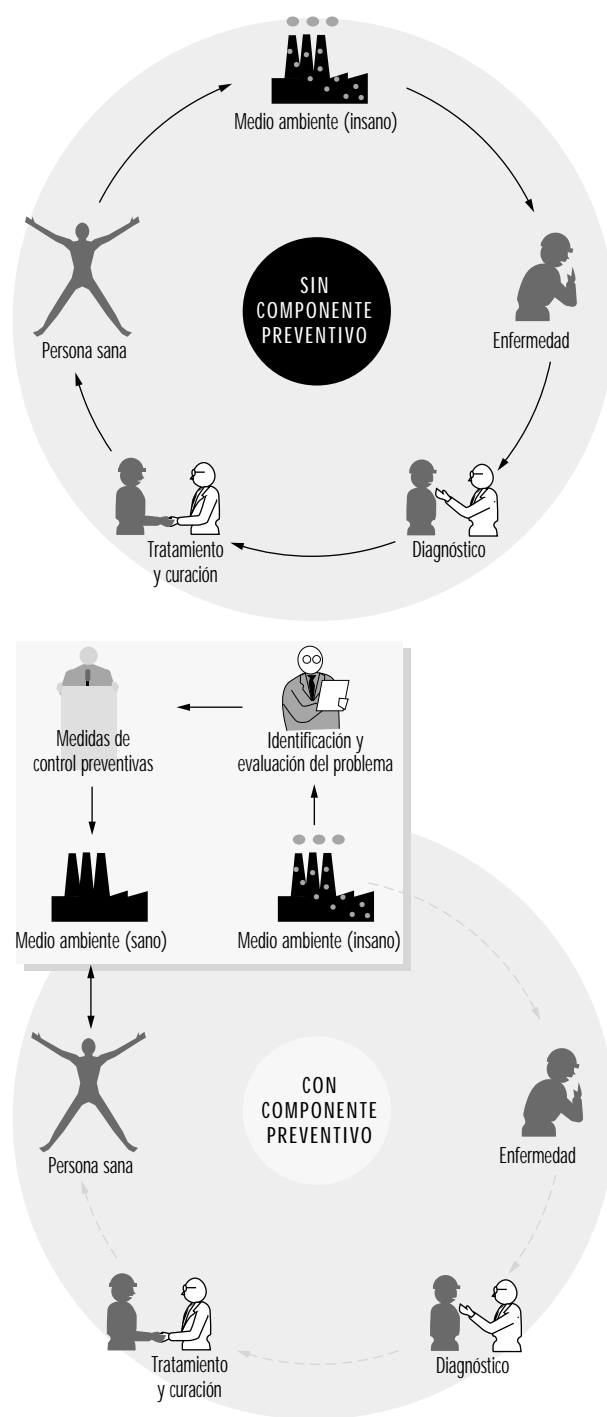 Medio ambiente (insano)
SIN
COMPONENTE
PREVENTIVO
Persona sana
Enfermedad
Tratamiento
y curación
Diagnóstico
Medidas de
control preventivas
Identificación y
evaluación del problema
Medio ambiente (sano)
Medio ambiente (insano)
CON
COMPONENTE
PREVENTIVO
Persona sana
Enfermedad
Tratamiento
y curación
Diagnóstico